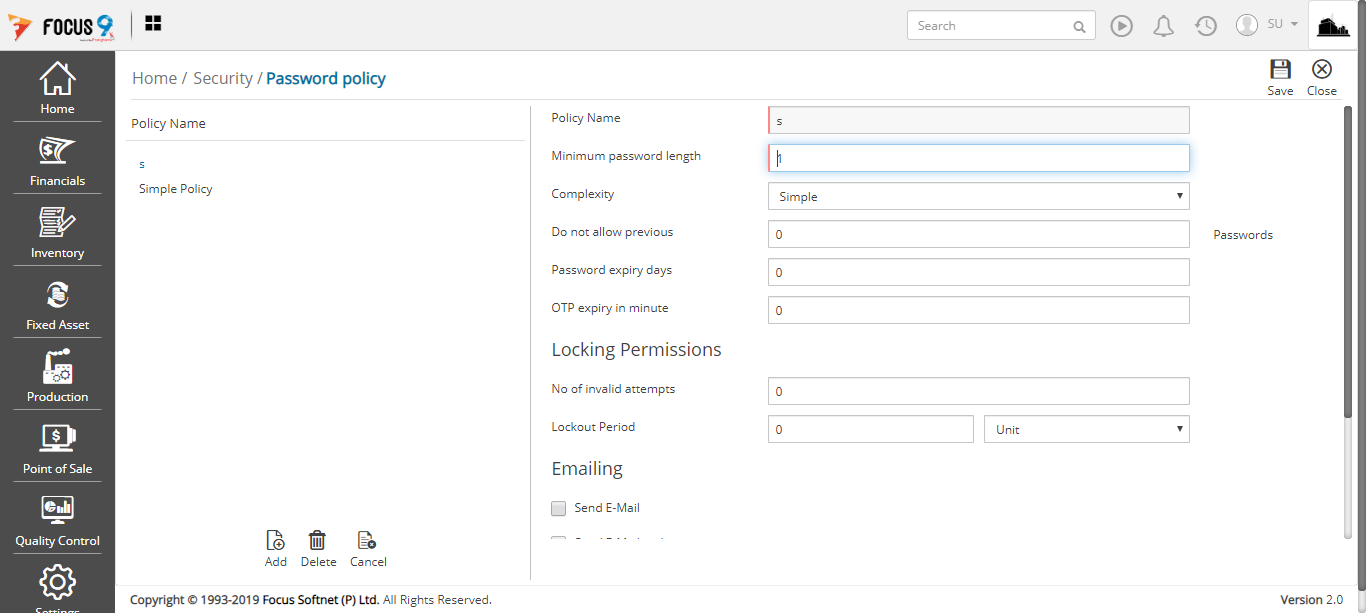 FOCUS 9
Search
SU
Home / Security / Password policy
Save
Close
Home
Financials
Inventory
Fixed Asset
Production
Point of Sale
Quality Control
Settings
Policy Name
s
Simple Policy
Add
Delete
Cancel
Policy Name s
Minimum password length 1
Complexity Simple
Do not allow previous 0 Passwords
Password expiry days 0
OTP expiry in minute 0
Locking Permissions
No of invalid attempts 0
Lockout Period 0 Unit
Emailing
Send E-Mail
Copyright © 1993-2019 Focus Softnet (P) Ltd. All Rights Reserved.
Version 2.0